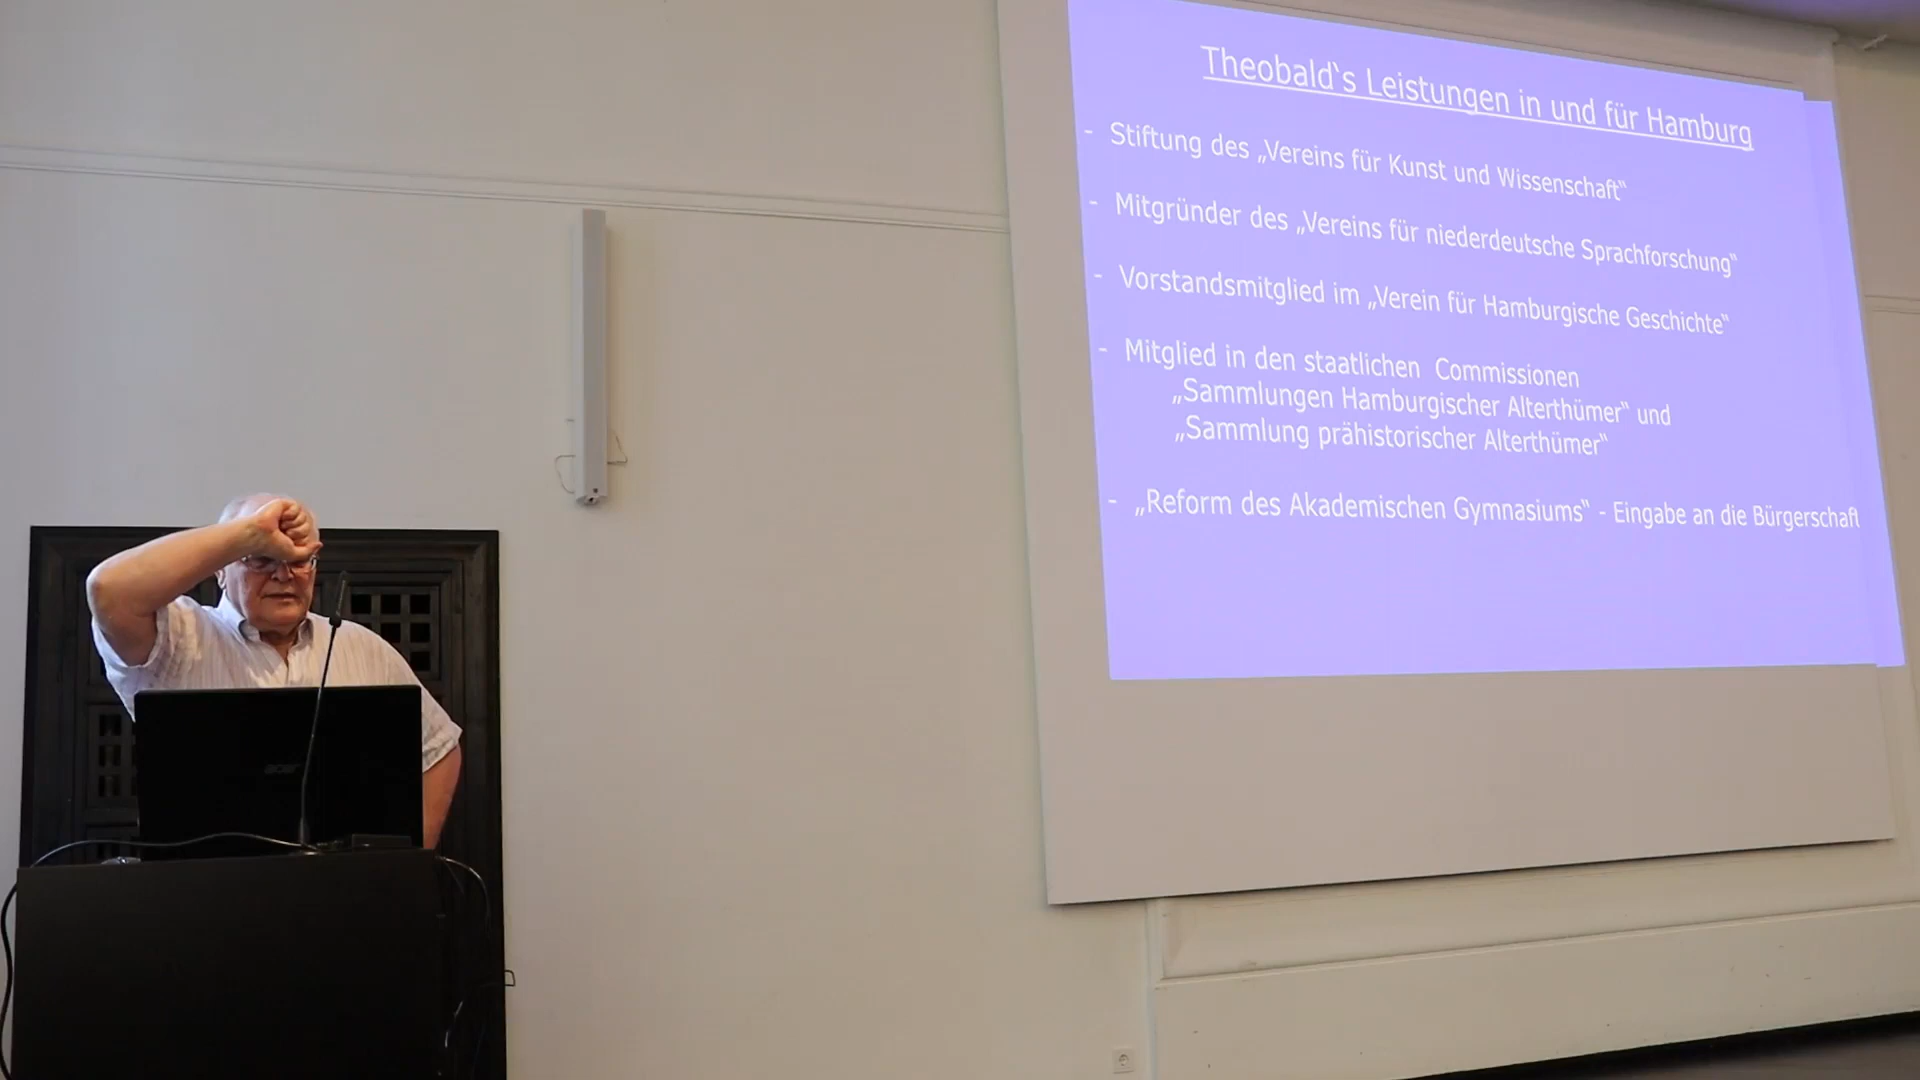 Theobald‘s Leistungen in und für Hamburg
- Stiftung des „Vereins für Kunst und Wissenschaft“
- Mitgründer des „Vereins für niederdeutsche Sprachforschung“
- Vorstandsmitglied im „Verein für Hamburgische Geschichte“
- Mitglied in den staatlichen Commissionen
„Sammlungen Hamburgischer Alterthümer“ und
„Sammlung prähistorischer Alterthümer“
- „Reform des Akademischen Gymnasiums“ - Eingabe an die Bürgerschaft
acer